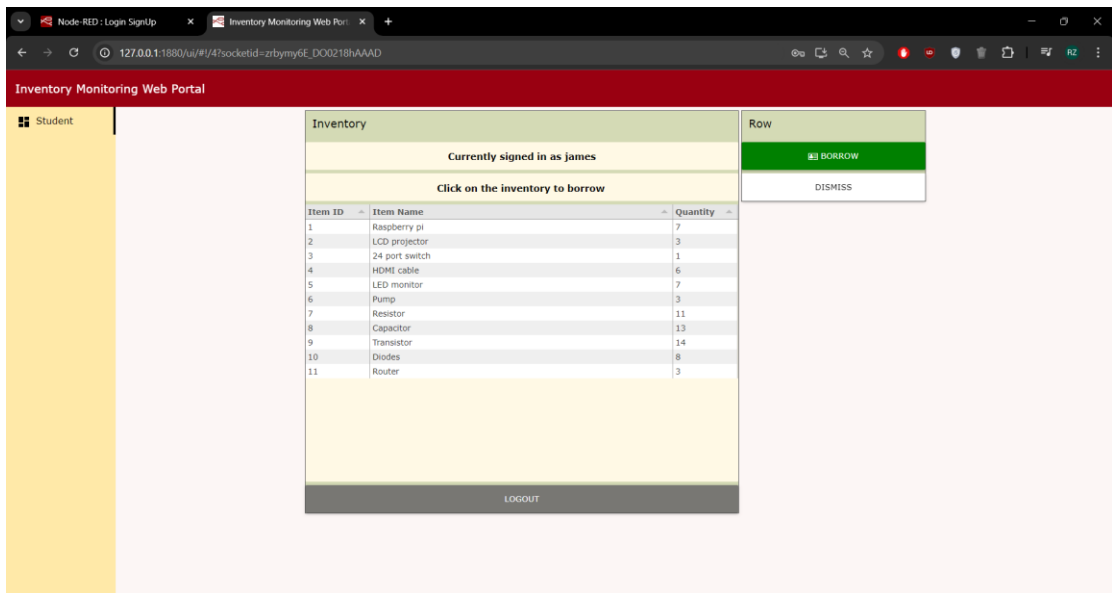 Node-RED : Login SignUp
Inventory Monitoring Web Port
127.0.0.1:1880/ui/#!/4?socketid=zrbymy6E_DO0218hAAAD
RZ
Inventory Monitoring Web Portal
Student
Inventory
Currently signed in as james
Click on the inventory to borrow
Item ID Item Name Quantity
1 Raspberry pi 7
2 LCD projector 3
3 24 port switch 1
4 HDMI cable 6
5 LED monitor 7
6 Pump 3
7 Resistor 11
8 Capacitor 13
9 Transistor 14
10 Diodes 8
11 Router 3
LOGOUT
Row
BORROW
DISMISS